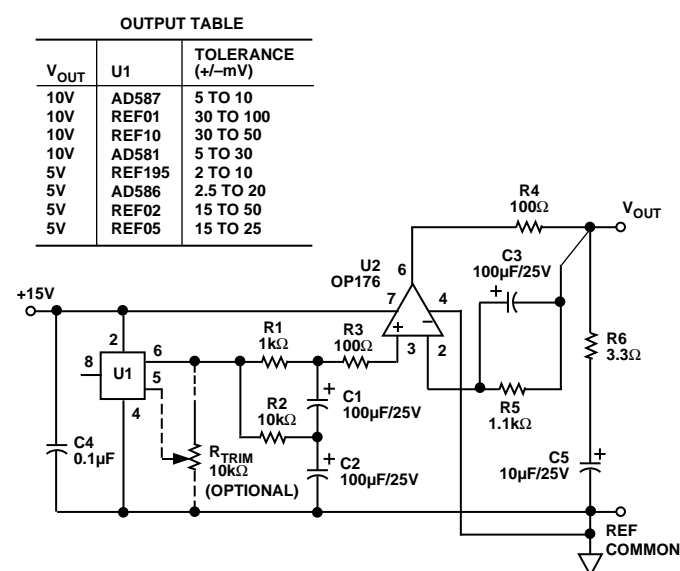 OUTPUT TABLE
V_OUT U1 TOLERANCE (+/–mV)
10V AD587 5 TO 10
10V REF01 30 TO 100
10V REF10 30 TO 50
10V AD581 5 TO 30
5V REF195 2 TO 10
5V AD586 2.5 TO 20
5V REF02 15 TO 50
5V REF05 15 TO 25
R4
100Ω
V_OUT
C3
100µF/25V
+
U2
OP176
6
7
4
+
–
3
2
+15V
2
8
U1
6
5
4
R1
1kΩ
R3
100Ω
R6
3.3Ω
R2
10kΩ
+
C1
100µF/25V
R5
1.1kΩ
C4
0.1µF
R_TRIM
10kΩ
(OPTIONAL)
+
C2
100µF/25V
C5
10µF/25V
+
REF
COMMON